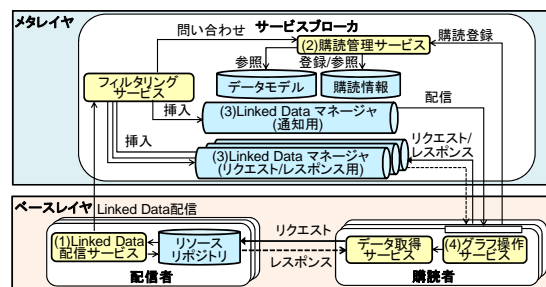 メタレイヤ
サービスブローカ
問い合わせ
(2)購読管理サービス
購読登録
参照
登録/参照
フィルタリング
サービス
データモデル
購読情報
挿入
(3)Linked Data マネージャ
(通知用)
配信
挿入
(3)Linked Data マネージャ
(リクエスト/レスポンス用)
リクエスト/
レスポンス
ベースレイヤ
Linked Data配信
(1)Linked Data
配信サービス
リソース
リポトリ
配信者
リクエスト
レスポンス
データ取得
サービス
(4)グラフ操作
サービス
購読者